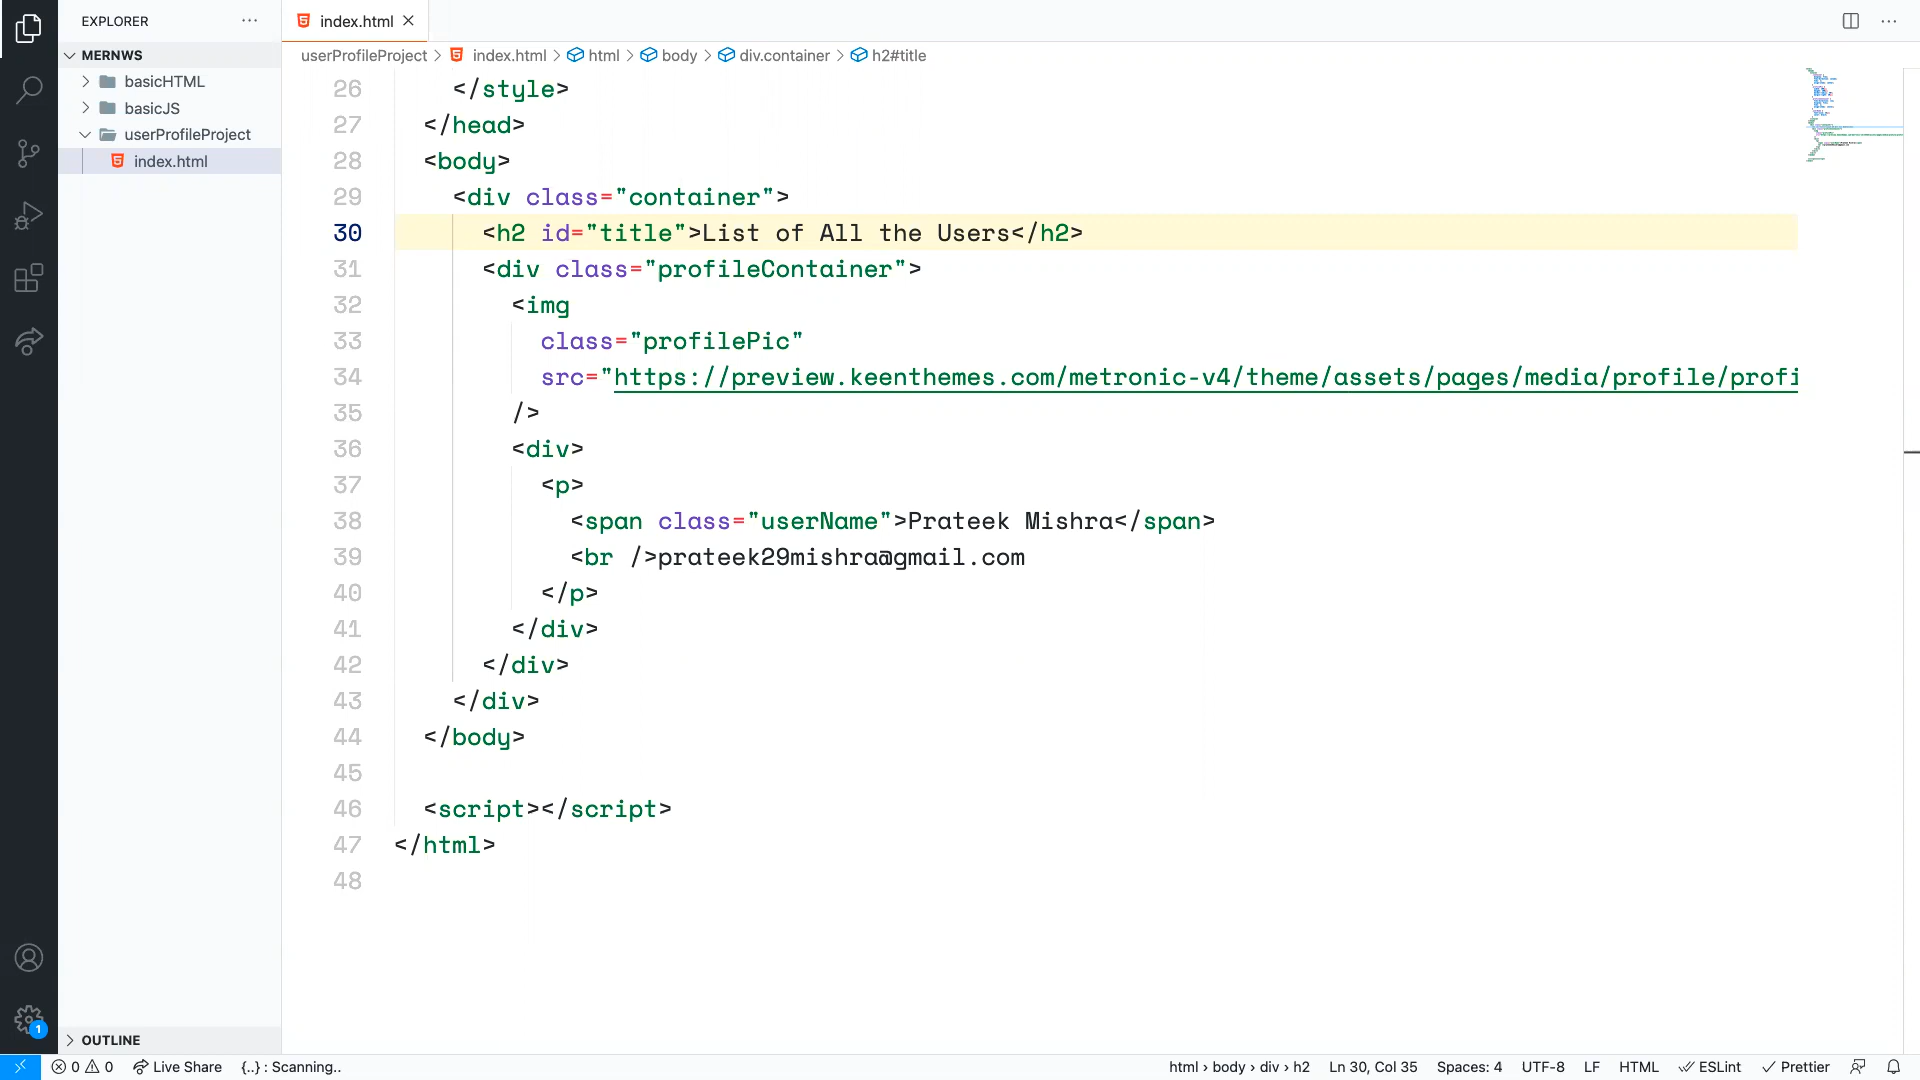 EXPLORER
index.html
MERNWS
userProfileProject > index.html > html > body > div.container > h2#title
basicHTML
basicJS
userProfileProject
index.html
26 </style>
27 </head>
28 <body>
29 <div class="container">
30 <h2 id="title">List of All the Users</h2>
31 <div class="profileContainer">
32 <img
33 class="profilePic"
34 src="https://preview.keenthemes.com/metronic-v4/theme/assets/pages/media/profile/profi
35 />
36 <div>
37 <p>
38 <span class="userName">Prateek Mishra</span>
39 <br />prateek29mishra@gmail.com
40 </p>
41 </div>
42 </div>
43 </div>
44 </body>
45
46 <script></script>
47 </html>
48
1
OUTLINE
0 0 Live Share {..} : Scanning.. html › body › div › h2 Ln 30, Col 35 Spaces: 4 UTF-8 LF HTML ESLint Prettier